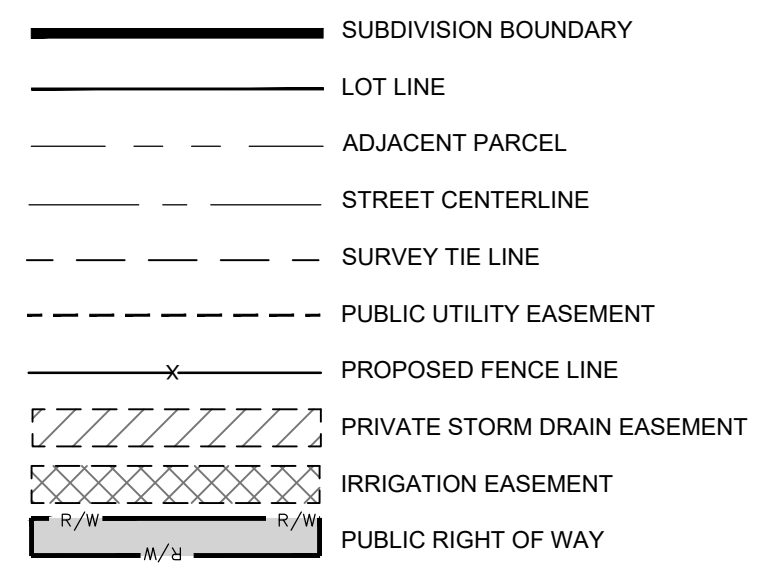 SUBDIVISION BOUNDARY
LOT LINE
ADJACENT PARCEL
STREET CENTERLINE
SURVEY TIE LINE
PUBLIC UTILITY EASEMENT
X PROPOSED FENCE LINE
PRIVATE STORM DRAIN EASEMENT
IRRIGATION EASEMENT
R/W R/W
PUBLIC RIGHT OF WAY
R/W